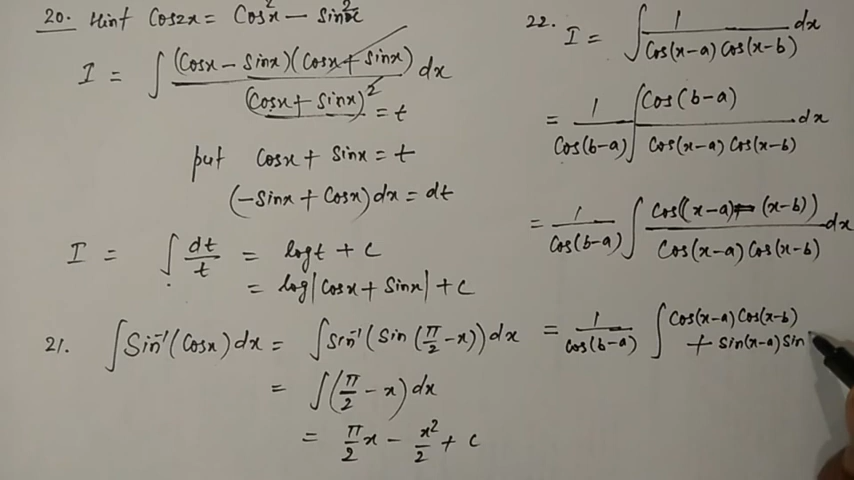 20. Hint Cos2x = Cos²x − Sin²x
I = ∫ (Cosx − Sinx)(Cosx + Sinx) / (Cosx + Sinx)² dx
= t
put Cosx + Sinx = t
(−Sinx + Cosx)dx = dt
I = ∫ dt/t = logt + c
= log|Cosx + Sinx| + c
21. ∫ Sin⁻¹(Cosx)dx = ∫ Sin⁻¹(Sin(π/2 − x))dx
= ∫ (π/2 − x)dx
= π/2 x − x²/2 + c
22. I = ∫ 1 / Cos(x−a) Cos(x−b) dx
= 1/Cos(b−a) ∫ Cos(b−a) / Cos(x−a) Cos(x−b) dx
= 1/Cos(b−a) ∫ Cos((x−a) − (x−b)) / Cos(x−a) Cos(x−b) dx
= 1/Cos(b−a) ∫ Cos(x−a) Cos(x−b)
+ Sin(x−a) Sin